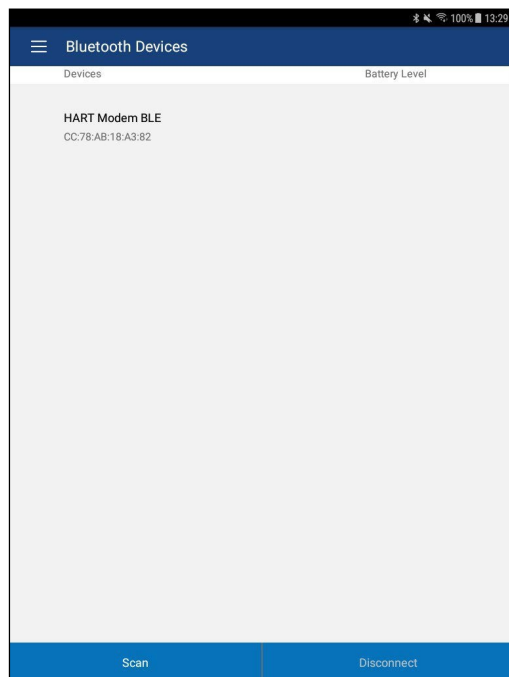 100% 13:29
Bluetooth Devices
Devices Battery Level
HART Modem BLE
CC:78:AB:18:A3:82
Scan Disconnect